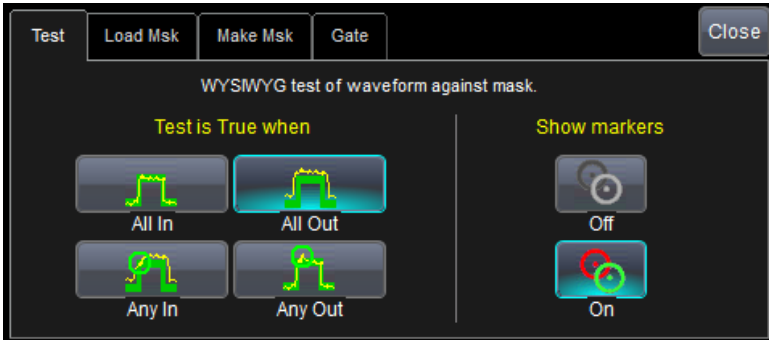 Test Load Msk Make Msk Gate Close
WYSIWYG test of waveform against mask.
Test is True when Show markers
All In All Out Off
Any In Any Out On